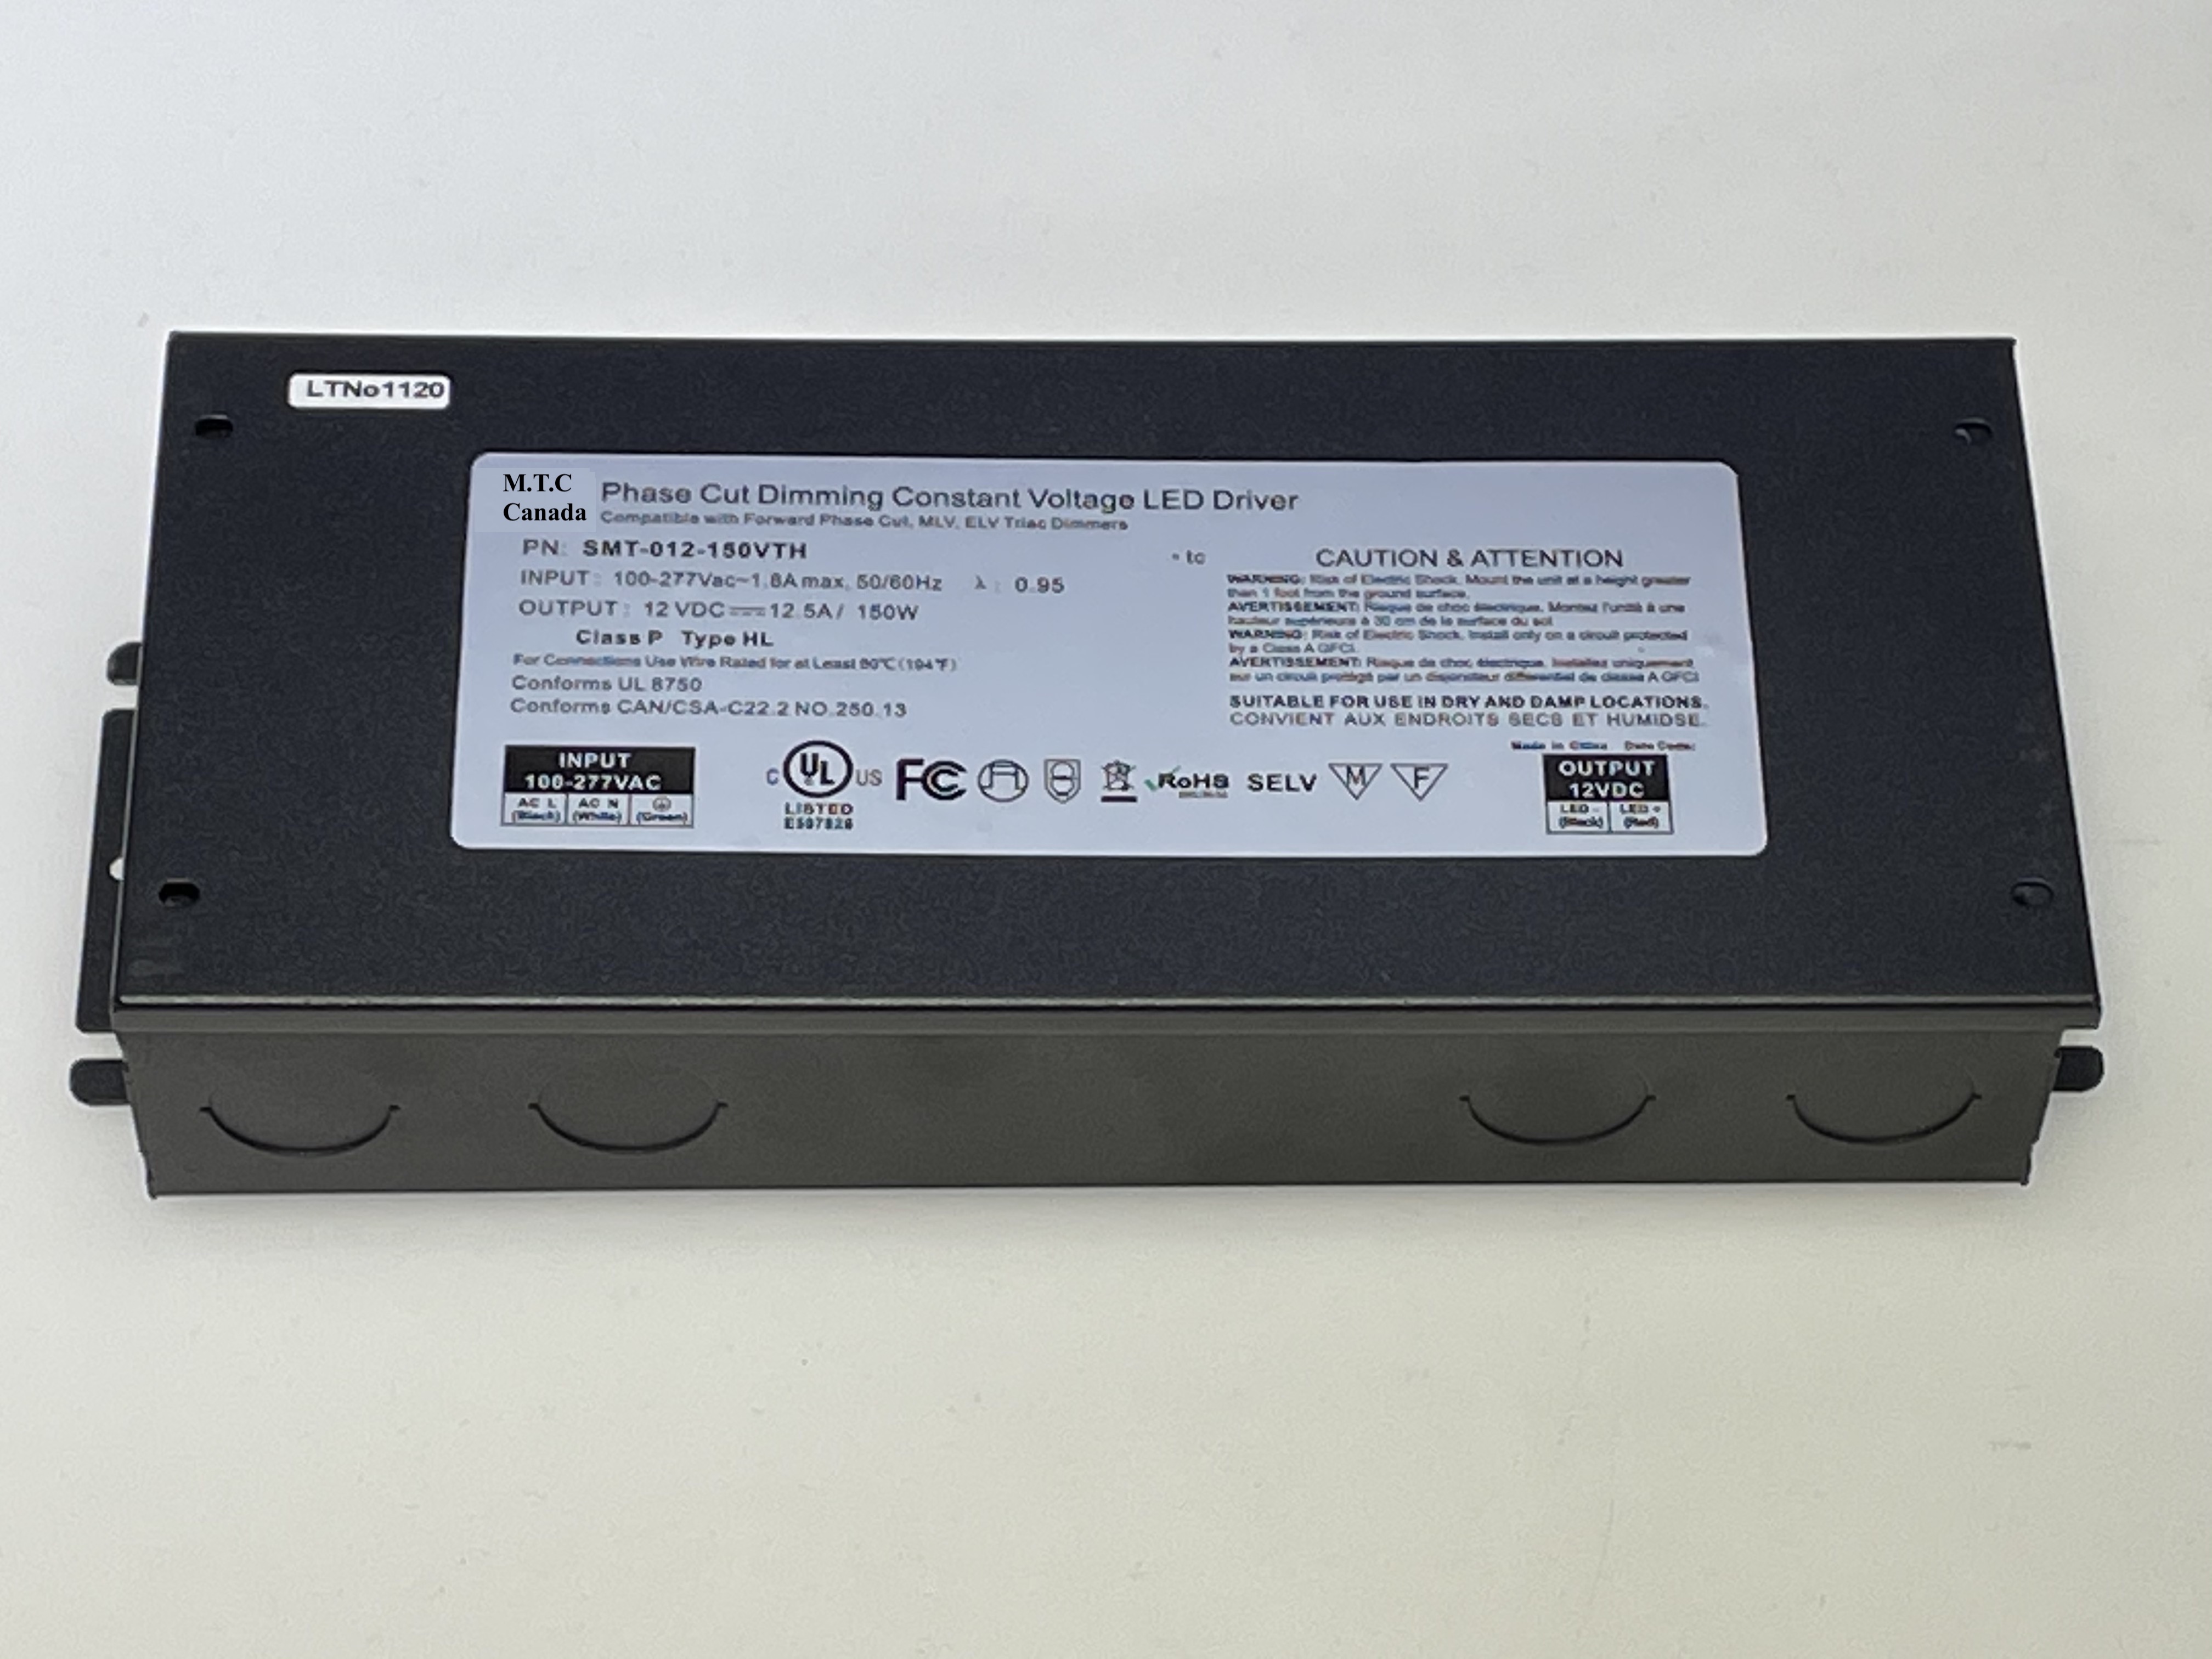 LTNo1120
M.T.C
Canada
Phase Cut Dimming Constant Voltage LED Driver
Compatible with Forward Phase Cut, MLV, ELV Triac Dimmers
PN: SMT-012-150VTH
INPUT: 100-277Vac~1.8A max, 50/60Hz λ: 0.95
OUTPUT: 12 VDC⎓12.5A/ 150W
Class P Type HL
For Connections Use Wire Rated for at Least 90℃(194℉)
Conforms UL 8750
Conforms CAN/CSA-C22.2 NO.250.13
• tc
CAUTION & ATTENTION
WARNING: Risk of Electric Shock, Mount the unit at a height greater
than 1 foot from the ground surface.
AVERTISSEMENT: Risque de choc électrique, Montez l'unité à une
hauteur supérieure à 30 cm de la surface du sol
WARNING: Risk of Electric Shock, Install only on a circuit protected
by a Class A GFCI.
AVERTISSEMENT: Risque de choc électrique, Installez uniquement
sur un circuit protégé par un disjoncteur différentiel de classe A GFCI
SUITABLE FOR USE IN DRY AND DAMP LOCATIONS.
CONVIENT AUX ENDROITS SECS ET HUMIDSE.
Made in China Date Code:
INPUT
100-277VAC
AC L AC N
(Black) (White) (Green)
C UL US
LISTED
E507828
FC
RoHS
SELV
M
F
OUTPUT
12VDC
LED - LED +
(Black) (Red)